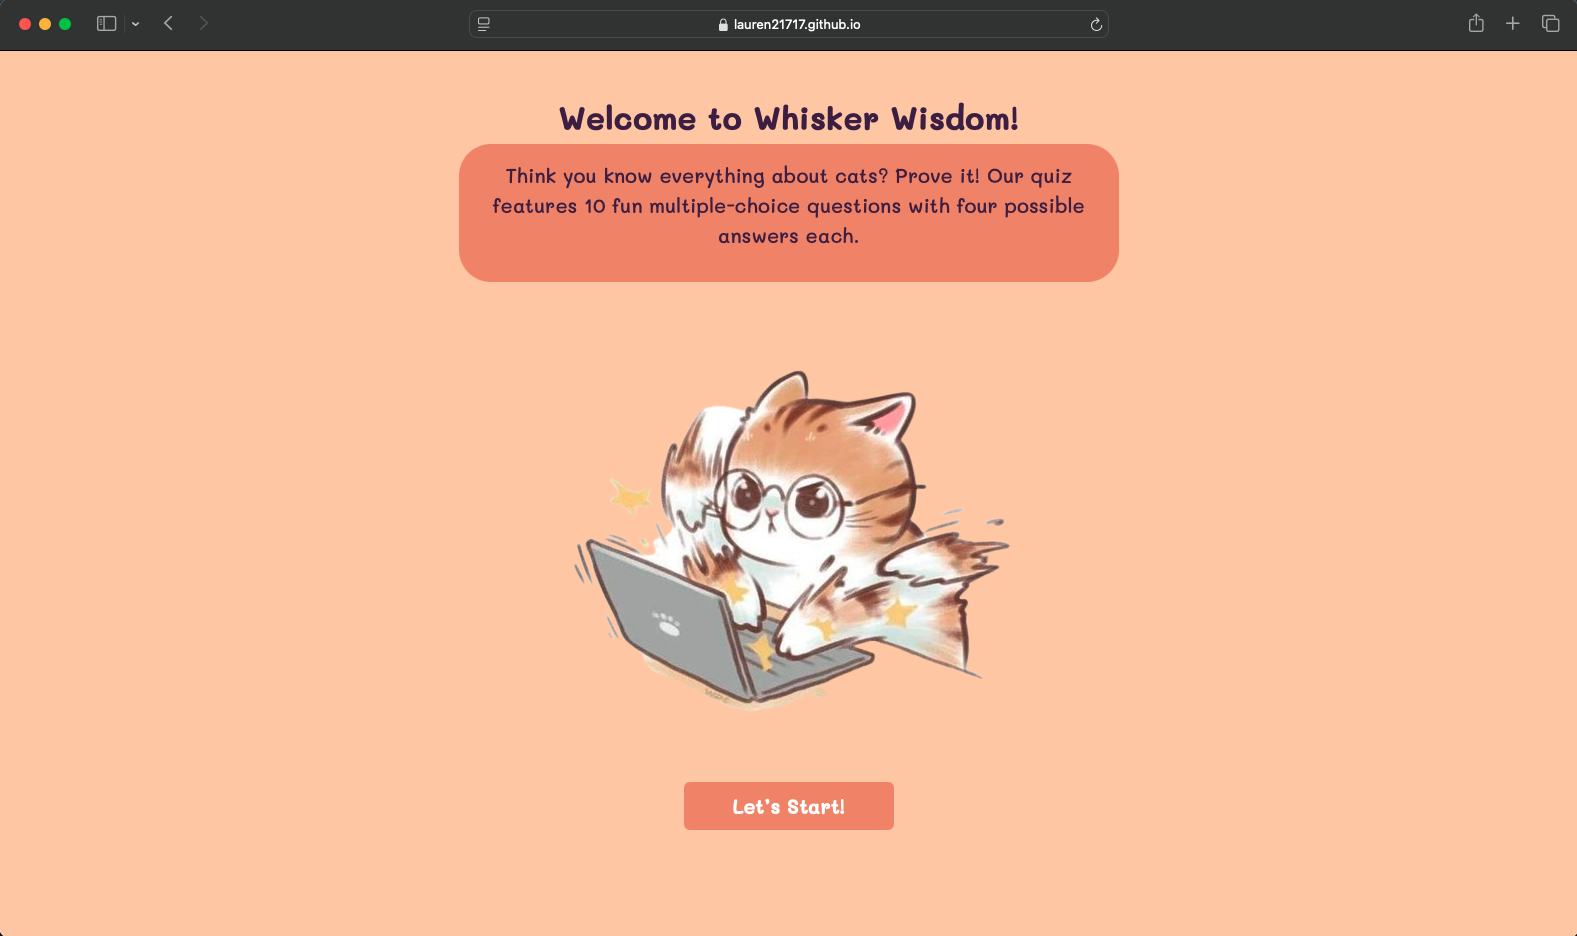 lauren21717.github.io
Welcome to Whisker Wisdom!
Think you know everything about cats? Prove it! Our quiz
features 10 fun multiple-choice questions with four possible
answers each.
Let's Start!